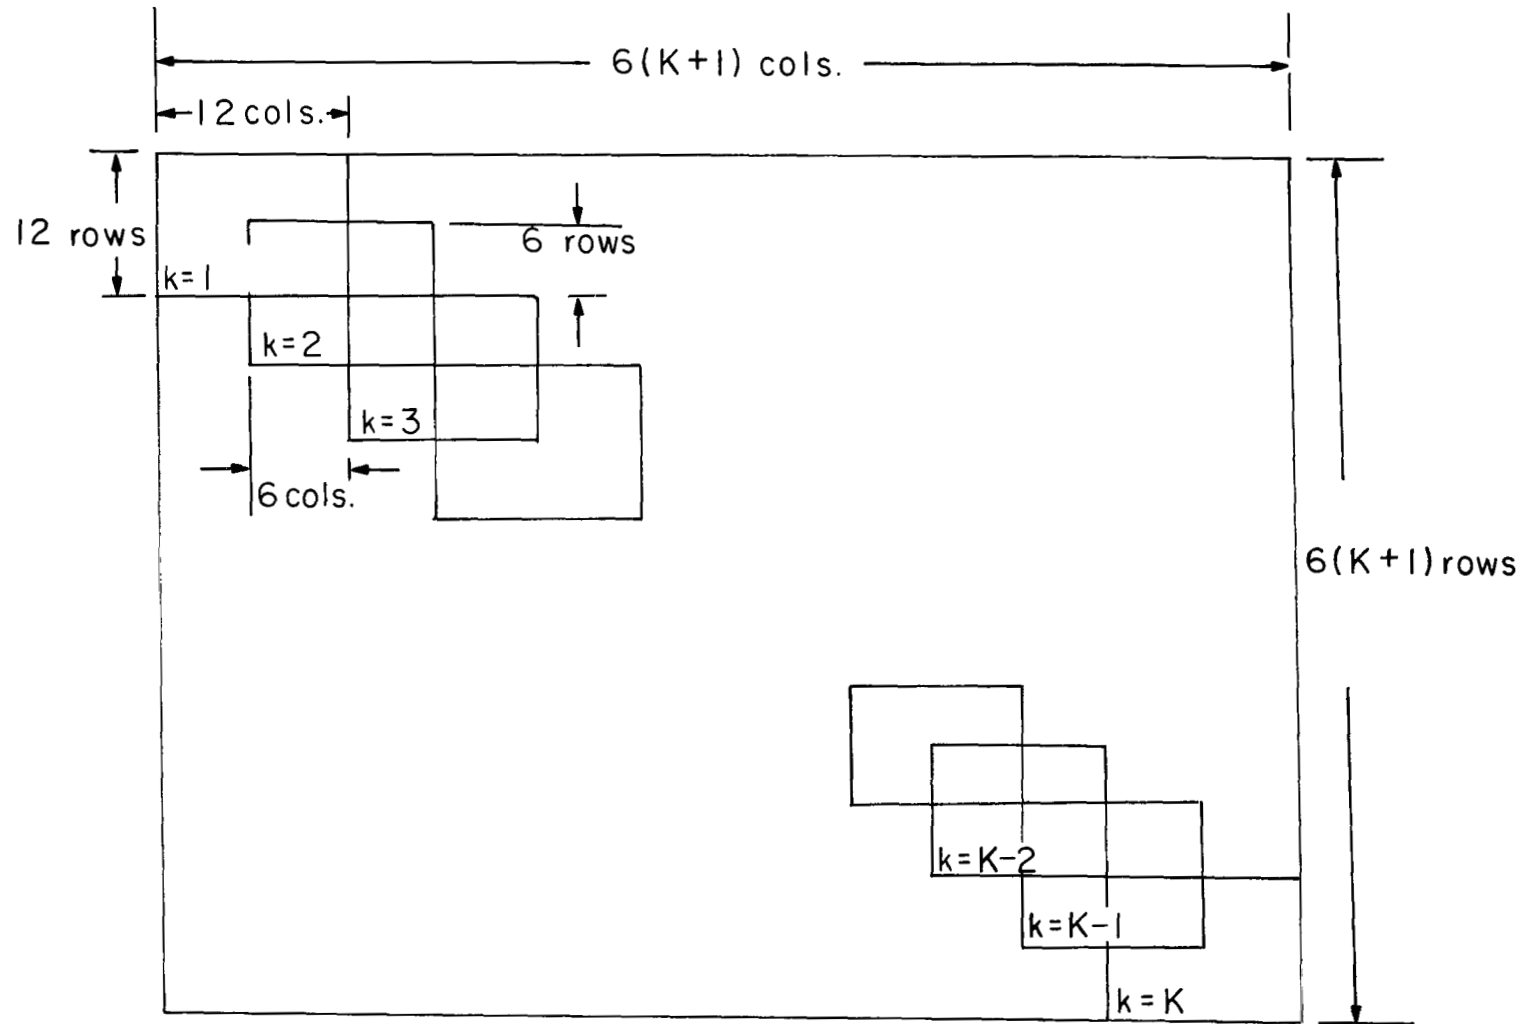 6(K+1) cols.
12 cols.
12 rows
6 rows
k=1
k=2
k=3
6 cols.
6(K+1) rows
k=K-2
k=K-1
k=K